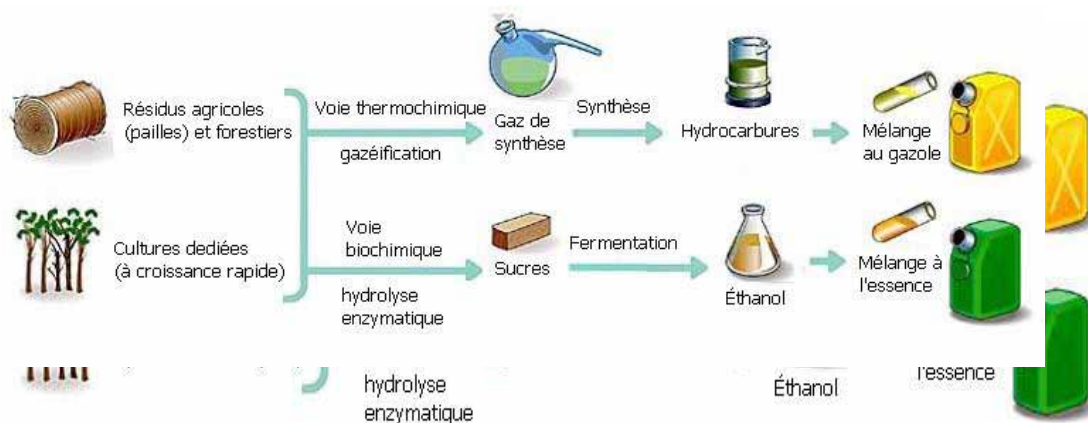 Résidus agricoles
(pailles) et forestiers
Voie thermochimique
gazéification
Gaz de
synthèse
Synthèse
Hydrocarbures
Mélange
au gazole
Cultures dediées
(à croissance rapide)
Voie
biochimique
hydrolyse
enzymatique
Sucres
Fermentation
Éthanol
Mélange à
l'essence
hydrolyse
enzymatique
Éthanol
l'essence